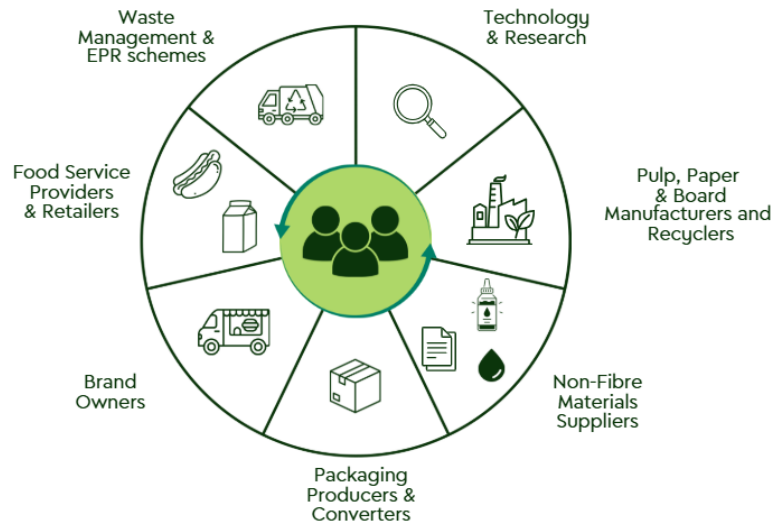 Waste
Management &
EPR schemes
Technology
& Research
Food Service
Providers
& Retailers
Pulp, Paper
& Board
Manufacturers and
Recyclers
Brand
Owners
Non-Fibre
Materials
Suppliers
Packaging
Producers &
Converters